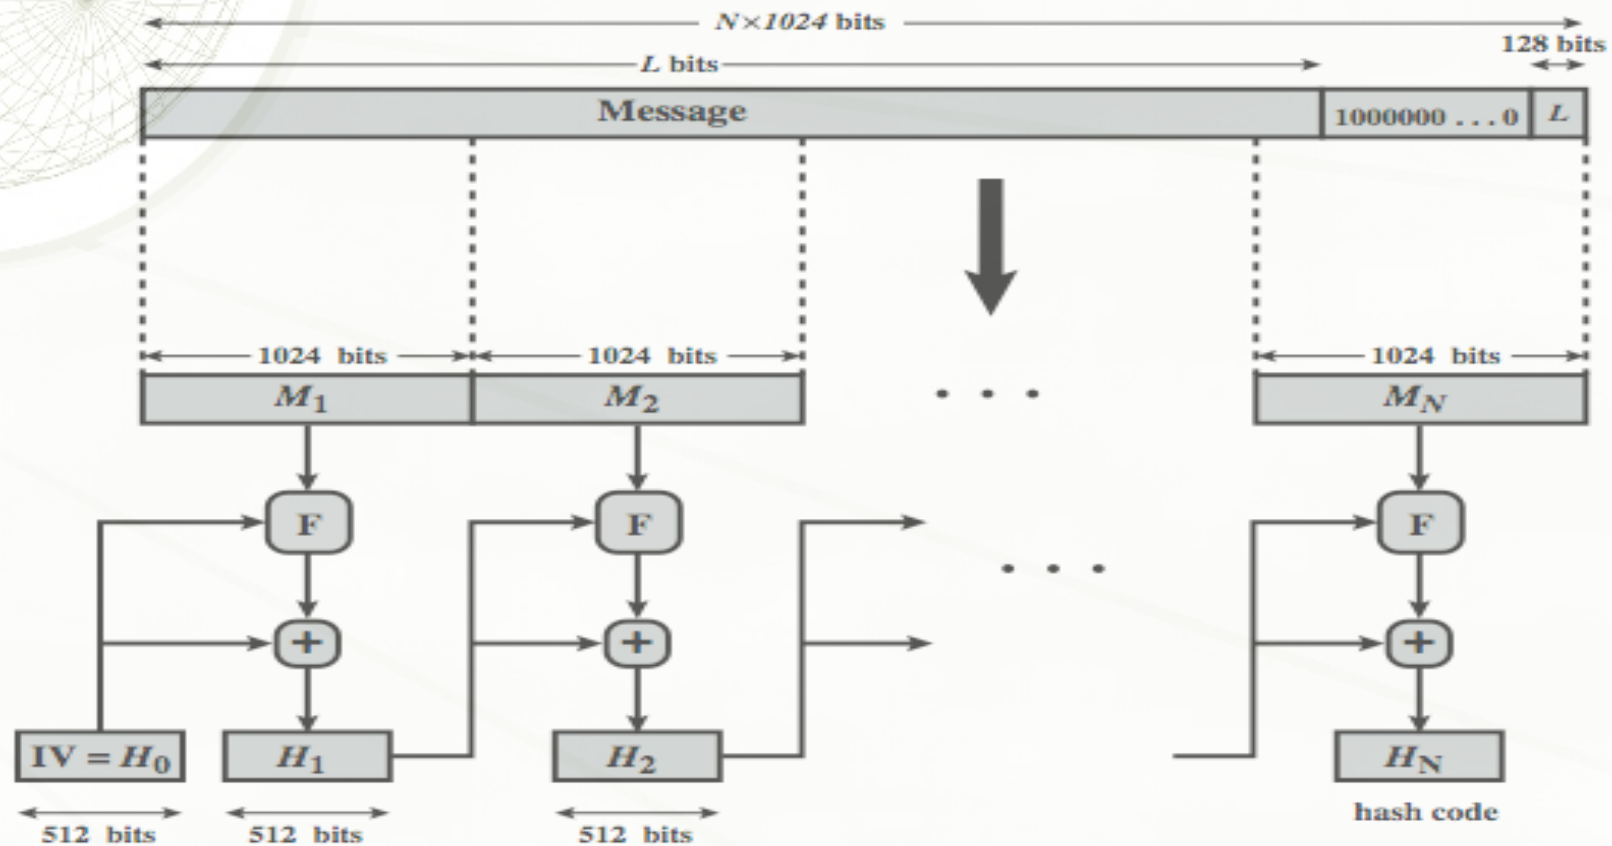 N×1024 bits
128 bits
L bits
Message
1000000 . . . 0
L
1024 bits
1024 bits
1024 bits
M1
M2
. . .
MN
F
F
F
. . .
+
+
+
IV = H0
H1
H2
HN
512 bits
512 bits
512 bits
hash code